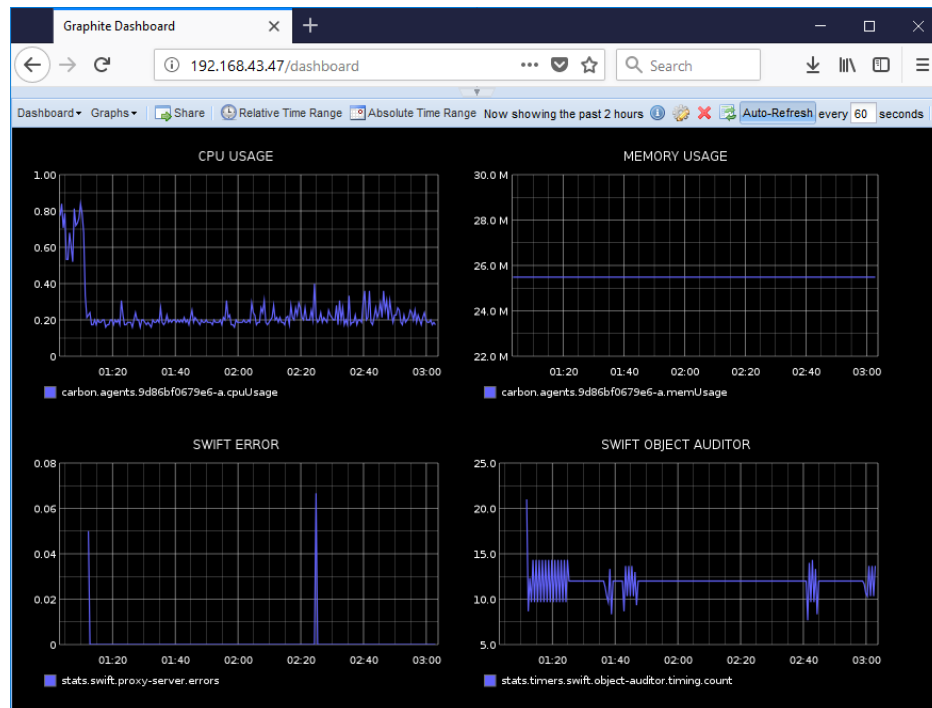 Graphite Dashboard
192.168.43.47/dashboard
Search
Dashboard Graphs Share Relative Time Range Absolute Time Range Now showing the past 2 hours Auto-Refresh every 60 seconds
CPU USAGE
1.00
0.80
0.60
0.40
0.20
0
01:20 01:40 02:00 02:20 02:40 03:00
carbon.agents.9d86bf0679e6-a.cpuUsage
MEMORY USAGE
30.0 M
28.0 M
26.0 M
24.0 M
22.0 M
01:20 01:40 02:00 02:20 02:40 03:00
carbon.agents.9d86bf0679e6-a.memUsage
SWIFT ERROR
0.08
0.06
0.04
0.02
0
01:20 01:40 02:00 02:20 02:40 03:00
stats.swift.proxy-server.errors
SWIFT OBJECT AUDITOR
25.0
20.0
15.0
10.0
5.0
01:20 01:40 02:00 02:20 02:40 03:00
stats.timers.swift.object-auditor.timing.count